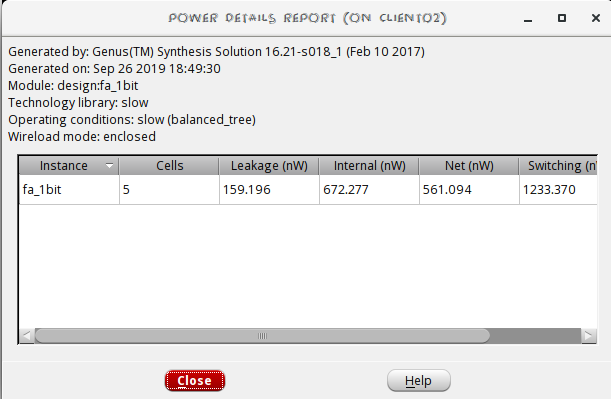 POWER DETAILS REPORT (ON CLIENT02)
Generated by: Genus(TM) Synthesis Solution 16.21-s018_1 (Feb 10 2017)
Generated on: Sep 26 2019 18:49:30
Module: design:fa_1bit
Technology library: slow
Operating conditions: slow (balanced_tree)
Wireload mode: enclosed
Instance Cells Leakage (nW) Internal (nW) Net (nW) Switching (n
fa_1bit 5 159.196 672.277 561.094 1233.370
Close Help